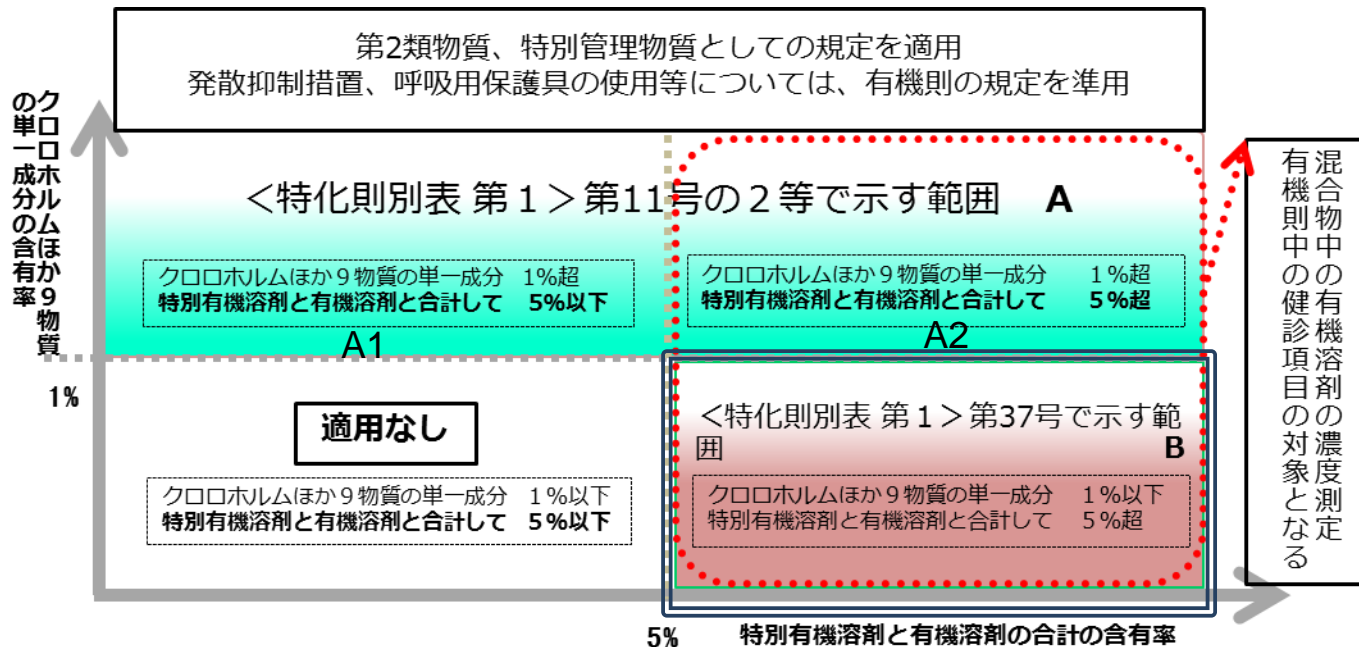 第2類物質、特別管理物質としての規定を適用
発散抑制措置、呼吸用保護具の使用等については、有機則の規定を準用
クロロホルムほか９物質
の単一成分の含有率
＜特化則別表 第１＞第11号の２等で示す範囲　A
クロロホルムほか９物質の単一成分　1%超
特別有機溶剤と有機溶剤と合計して　5%以下
A1
クロロホルムほか９物質の単一成分　１%超
特別有機溶剤と有機溶剤と合計して　５%超
A2
混合物中の有機溶剤の濃度測定
有機則中の健診項目の対象となる
1%
適用なし
クロロホルムほか９物質の単一成分　１%以下
特別有機溶剤と有機溶剤と合計して　５%以下
＜特化則別表 第１＞第37号で示す範
囲　B
クロロホルムほか９物質の単一成分　１%以下
特別有機溶剤と有機溶剤と合計して　５%超
5%
特別有機溶剤と有機溶剤の合計の含有率